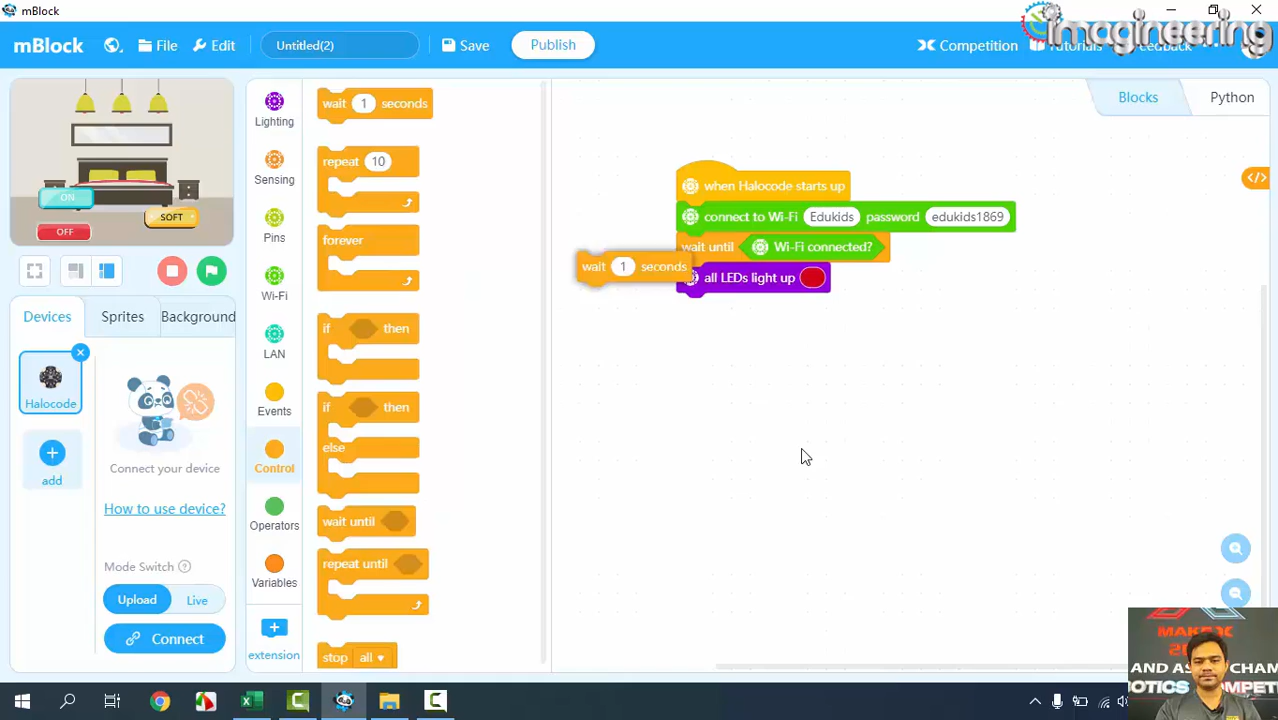 mBlock
imagineering
mBlock
File
Edit
Untitled(2)
Save
Publish
Competition
Tutorials
Feedback
ON
OFF
SOFT
Lighting
Sensing
Pins
Wi-Fi
LAN
Events
Control
Operators
Variables
extension
wait 1 seconds
repeat 10
forever
if then
if then
else
wait until
repeat until
stop all
Blocks
Python
when Halocode starts up
connect to Wi-Fi Edukids password edukids1869
wait until Wi-Fi connected?
wait 1 seconds
all LEDs light up
Devices
Sprites
Background
Halocode
add
Connect your device
How to use device?
Mode Switch
Upload
Live
Connect